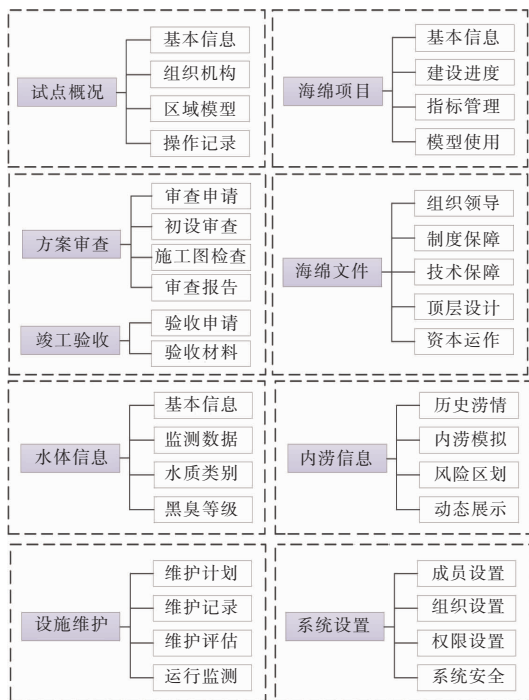 试点概况
基本信息
组织机构
区域模型
操作记录
海绵项目
基本信息
建设进度
指标管理
模型使用
方案审查
审查申请
初设审查
施工图检查
审查报告
竣工验收
验收申请
验收材料
海绵文件
组织领导
制度保障
技术保障
顶层设计
资本运作
水体信息
基本信息
监测数据
水质类别
黑臭等级
内涝信息
历史涝情
内涝模拟
风险区划
动态展示
设施维护
维护计划
维护记录
维护评估
运行监测
系统设置
成员设置
组织设置
权限设置
系统安全